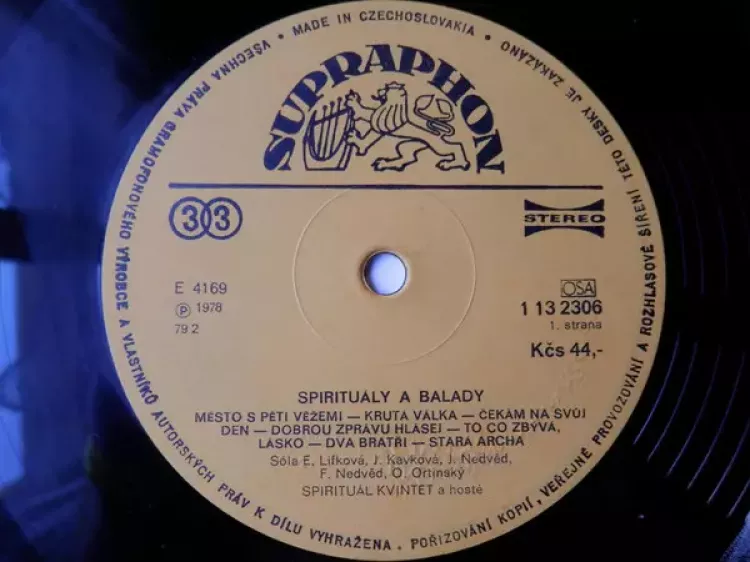 MADE IN CZECHOSLOVAKIA
VŠECHNA PRÁVA GRAMOFONOVÉHO VÝROBCE A VLASTNÍKŮ AUTORSKÝCH PRÁV K DÍLU VYHRAŽENA. POŘIZOVÁNÍ KOPIÍ, VEŘEJNÉ PROVOZOVÁNÍ A ROZHLASOVÉ ŠÍŘENÍ TÉTO DESKY JE ZAKÁZÁNO
SUPRAPHON
33
STEREO
E 4169
Ⓟ 1978
79 2
OSA
1 13 2306
1. strana
Kčs 44,-
SPIRITUÁLY A BALADY
MĚSTO S PĚTI VĚŽEMI — KRUTÁ VÁLKA — ČEKÁM NA SVŮJ
DEN — DOBROU ZPRÁVU HLÁSEJ — TO CO ZBÝVÁ,
LÁSKO — DVA BRATŘI — STARÁ ARCHA
Sóla E. Lifková, J. Kavková, J. Nedvěd,
F. Nedvěd, O. Ortinský
SPIRITUÁL KVINTET a hosté